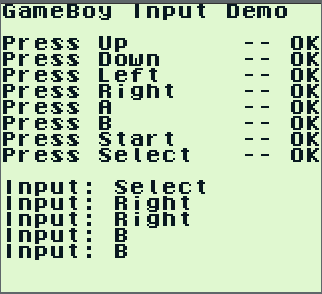 GameBoy Input Demo
Press Up -- OK
Press Down -- OK
Press Left -- OK
Press Right -- OK
Press A -- OK
Press B -- OK
Press Start -- OK
Press Select -- OK
Input: Select
Input: Right
Input: Right
Input: B
Input: B